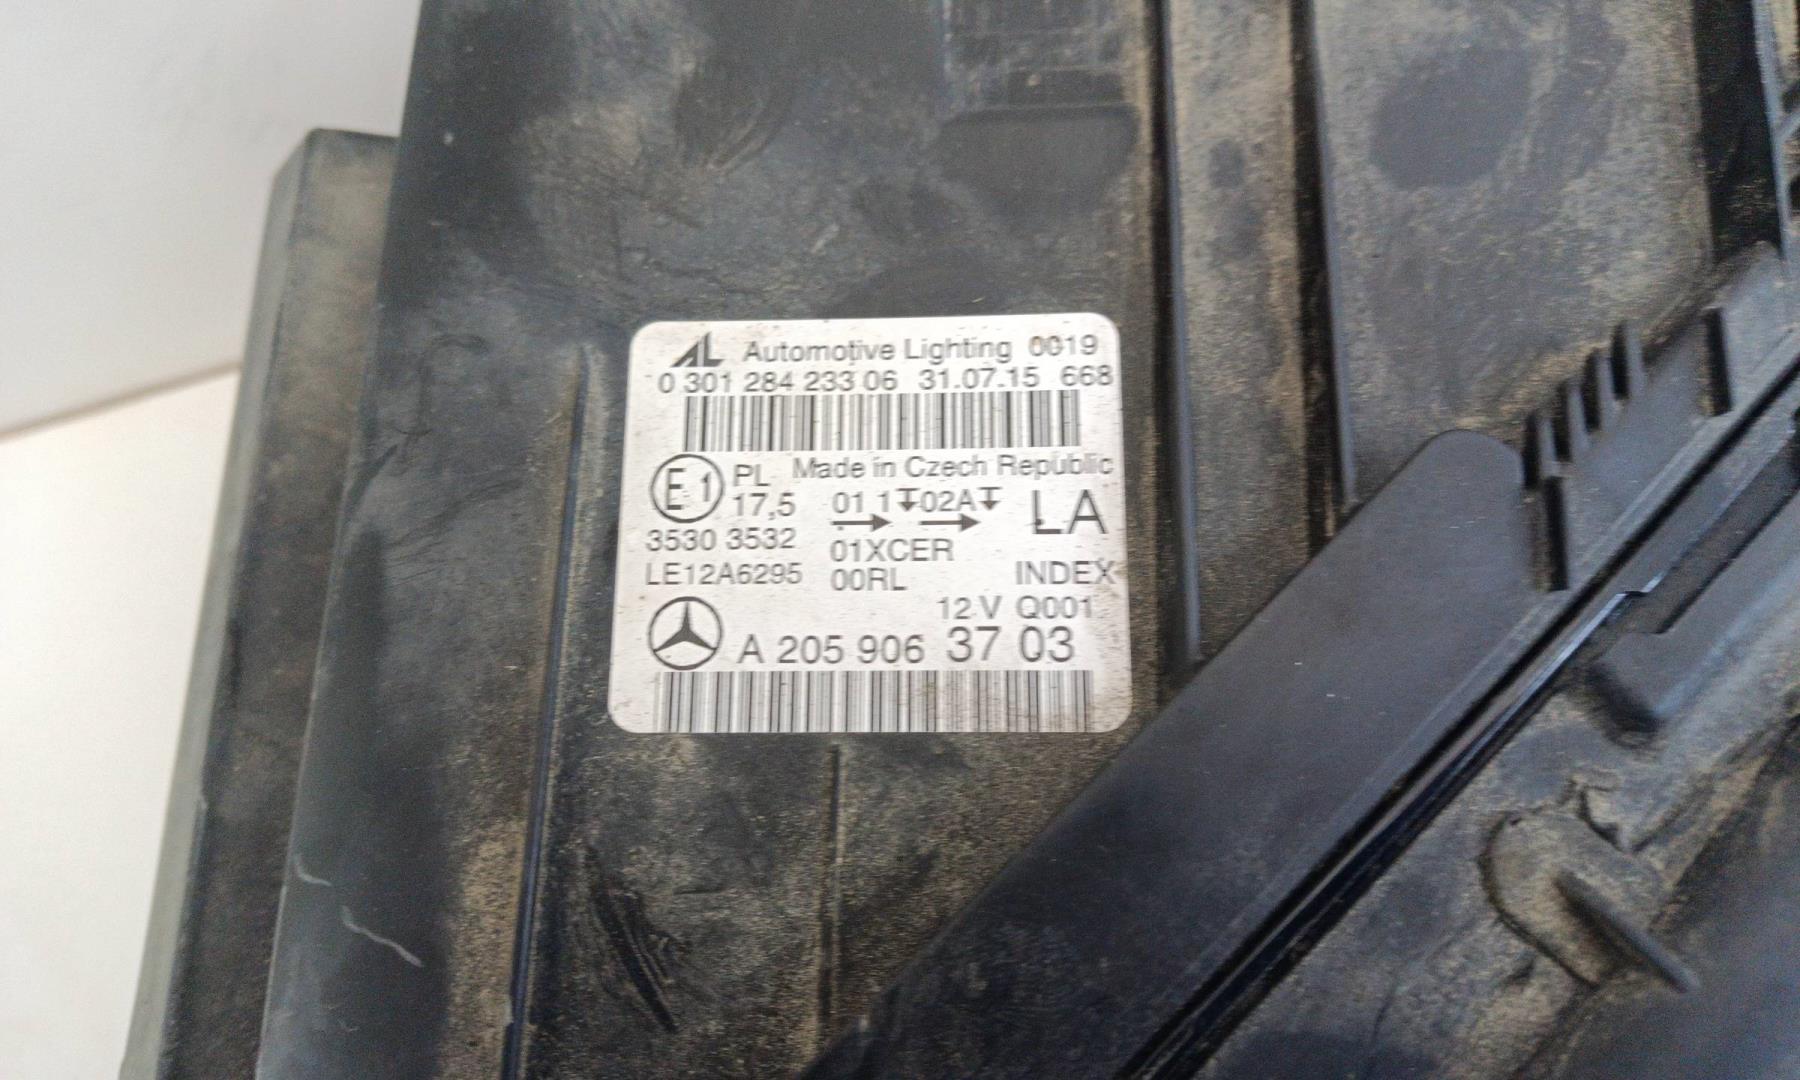 AL Automotive Lighting 0019
0 301 284 233 06 31.07.15 668
E1 PL Made in Czech Republic
17,5 01 1 02A LA
3530 3532 01XCER
LE12A6295 00RL INDEX
12 V Q001
A 205 906 37 03